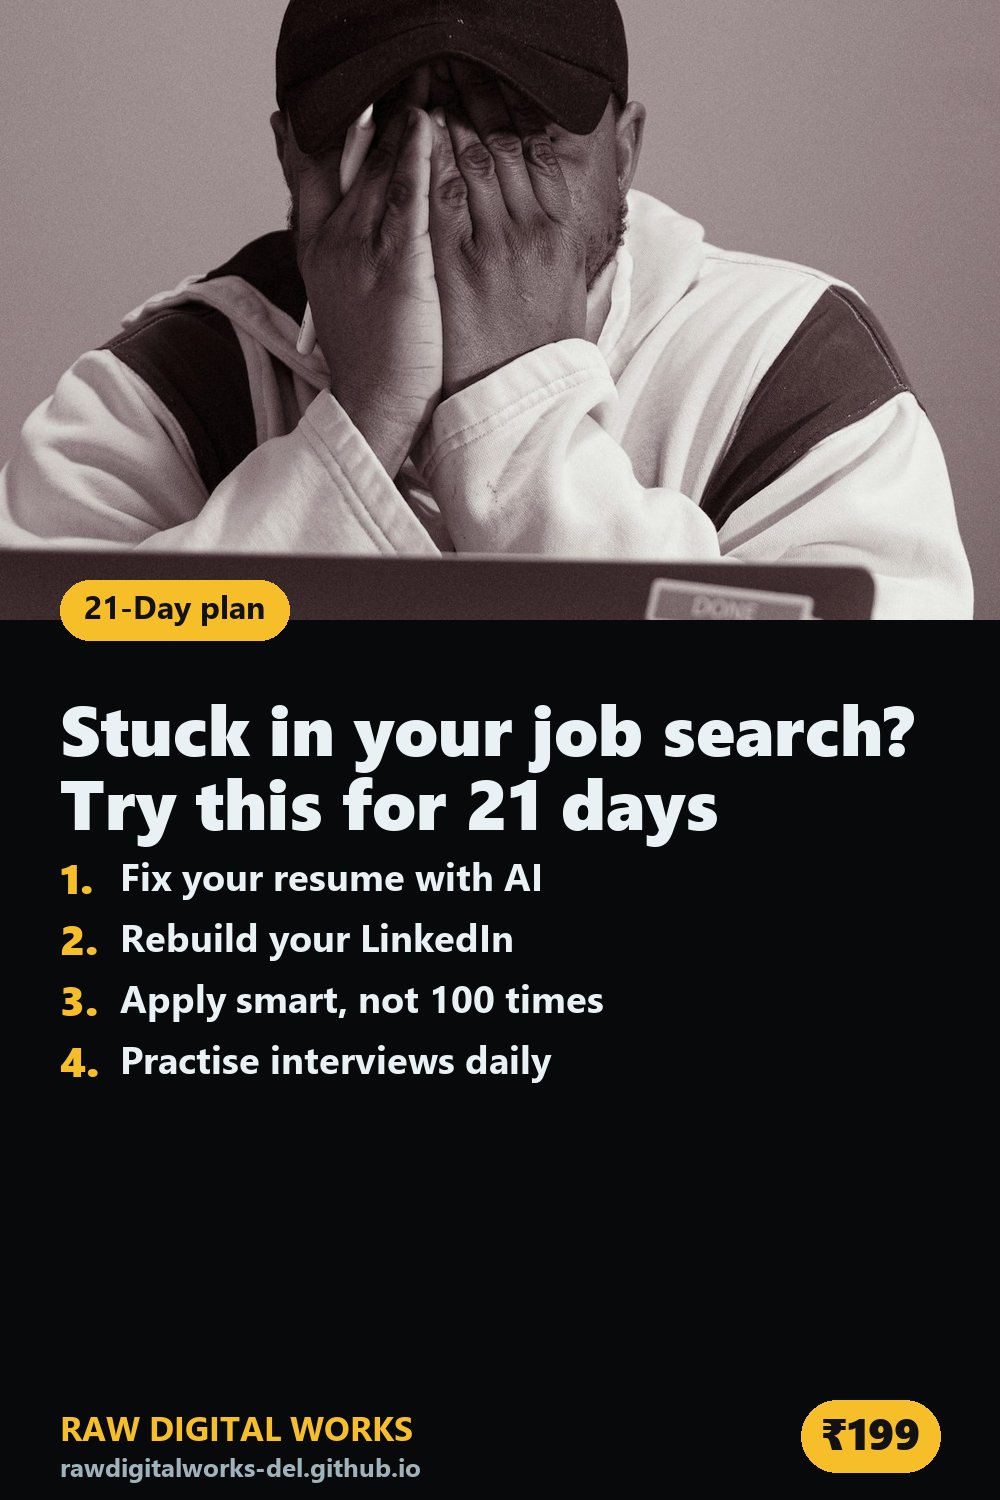 DONE
21-Day plan
Stuck in your job search?
Try this for 21 days
1. Fix your resume with AI
2. Rebuild your LinkedIn
3. Apply smart, not 100 times
4. Practise interviews daily
RAW DIGITAL WORKS
rawdigitalworks-del.github.io
₹199